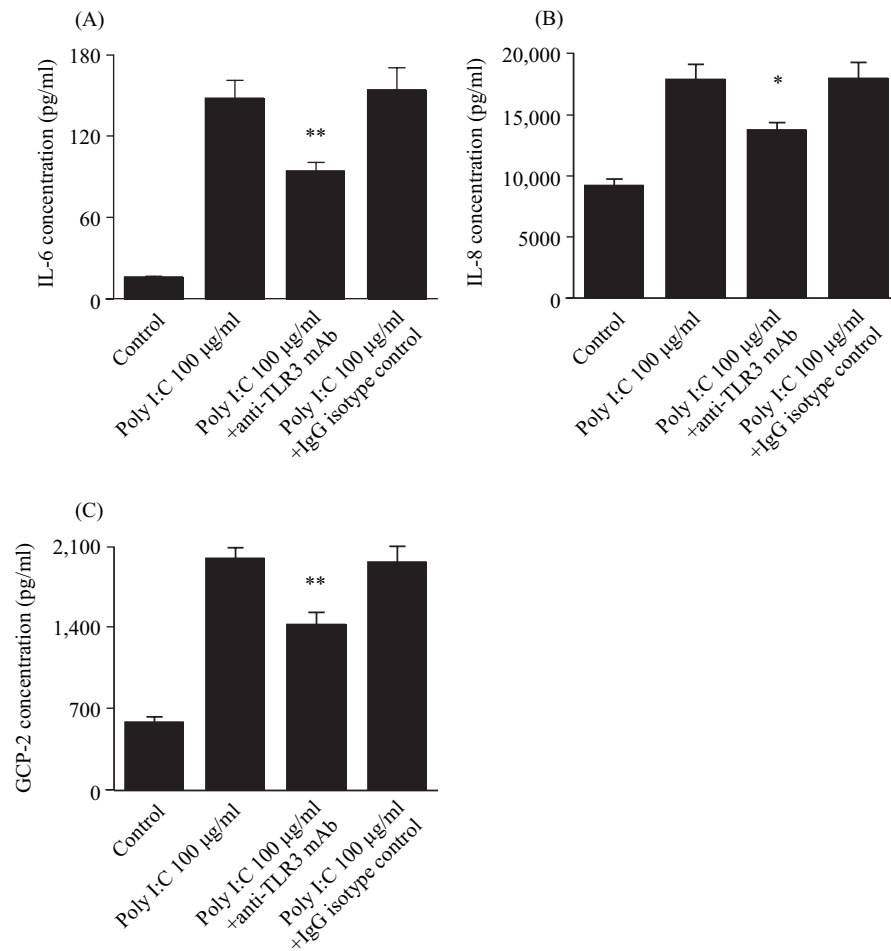 (A)
IL-6 concentration (pg/ml)
180
120
60
0
**
Control
Poly I:C 100 µg/ml
Poly I:C 100 µg/ml
+anti-TLR3 mAb
Poly I:C 100 µg/ml
+IgG isotype control
(B)
IL-8 concentration (pg/ml)
20,000
15,000
10,000
5000
0
*
Control
Poly I:C 100 µg/ml
Poly I:C 100 µg/ml
+anti-TLR3 mAb
Poly I:C 100 µg/ml
+IgG isotype control
(C)
GCP-2 concentration (pg/ml)
2,100
1,400
700
0
**
Control
Poly I:C 100 µg/ml
Poly I:C 100 µg/ml
+anti-TLR3 mAb
Poly I:C 100 µg/ml
+IgG isotype control